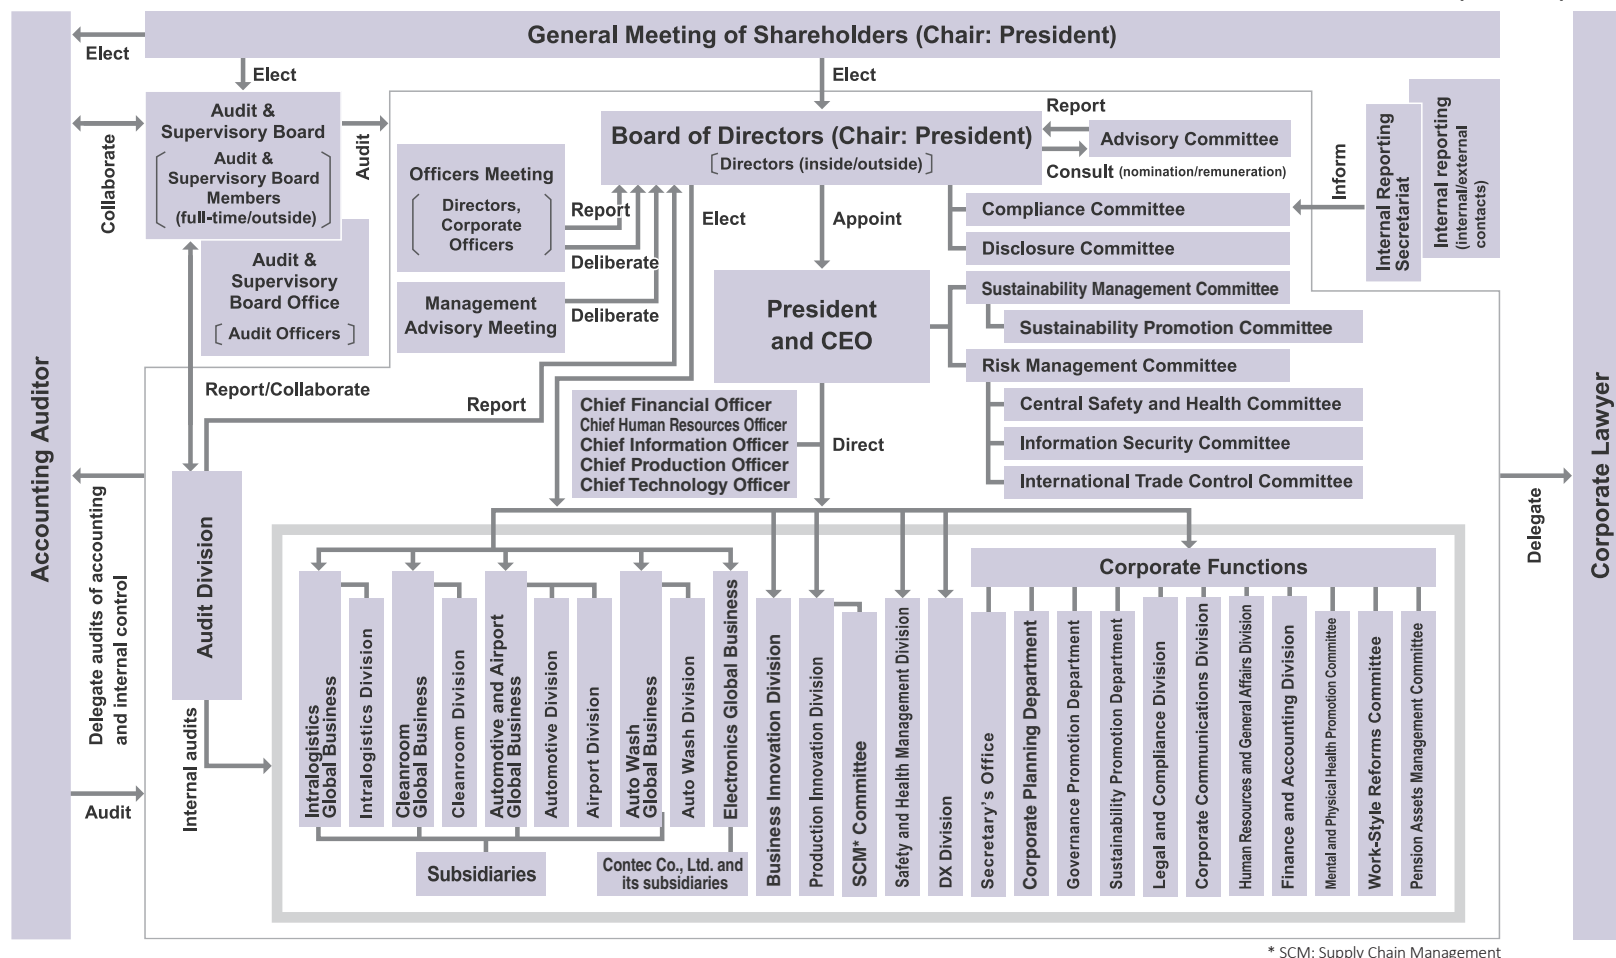 General Meeting of Shareholders (Chair: President)
Elect
Elect
Elect
Accounting Auditor
Collaborate
Audit &
Supervisory Board
Audit &
Supervisory Board
Members
(full-time/outside)
Audit
Audit &
Supervisory
Board Office
Audit Officers
Board of Directors (Chair: President)
Directors (inside/outside)
Report
Advisory Committee
Consult (nomination/remuneration)
Officers Meeting
Directors,
Corporate
Officers
Report
Deliberate
Management
Advisory Meeting
Deliberate
Elect
Appoint
Compliance Committee
Disclosure Committee
Inform
Internal Reporting
Secretariat
Internal reporting
(internal/external
contacts)
President
and CEO
Sustainability Management Committee
Sustainability Promotion Committee
Risk Management Committee
Central Safety and Health Committee
Information Security Committee
International Trade Control Committee
Report/Collaborate
Report
Chief Financial Officer
Chief Human Resources Officer
Chief Information Officer
Chief Production Officer
Chief Technology Officer
Direct
Corporate Lawyer
Delegate
Delegate audits of accounting
and internal control
Audit
Audit Division
Internal audits
Intralogistics
Global Business
Intralogistics Division
Cleanroom
Global Business
Cleanroom Division
Automotive and Airport
Global Business
Automotive Division
Airport Division
Auto Wash
Global Business
Auto Wash Division
Electronics Global Business
Subsidiaries
Contec Co., Ltd. and
its subsidiaries
Business Innovation Division
Production Innovation Division
SCM* Committee
Safety and Health Management Division
DX Division
Corporate Functions
Secretary's Office
Corporate Planning Department
Governance Promotion Department
Sustainability Promotion Department
Legal and Compliance Division
Corporate Communications Division
Human Resources and General Affairs Division
Finance and Accounting Division
Mental and Physical Health Promotion Committee
Work-Style Reforms Committee
Pension Assets Management Committee
* SCM: Supply Chain Management